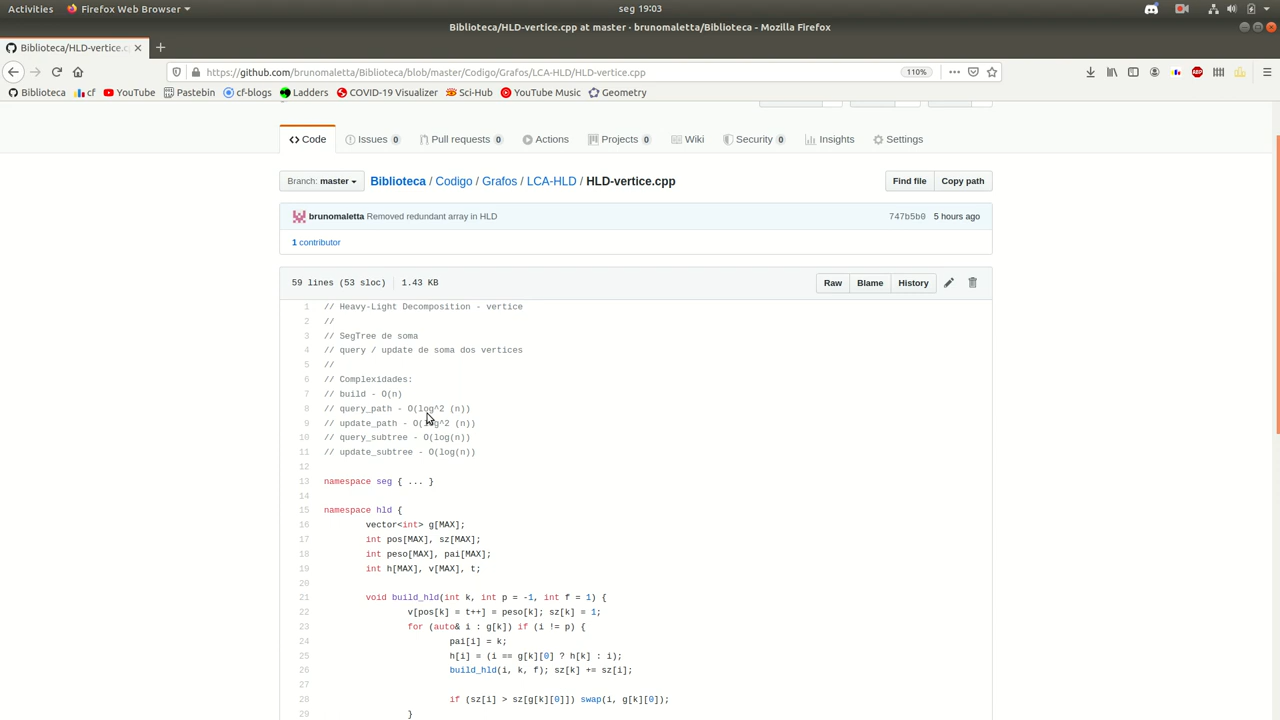 Activities Firefox Web Browser seg 19:03
Biblioteca/HLD-vertice.cpp at master · brunomaletta/Biblioteca - Mozilla Firefox
Biblioteca/HLD-vertice.c
https://github.com/brunomaletta/Biblioteca/blob/master/Codigo/Grafos/LCA-HLD/HLD-vertice.cpp 110%
Biblioteca cf YouTube Pastebin cf-blogs Ladders COVID-19 Visualizer Sci-Hub YouTube Music Geometry
Code Issues 0 Pull requests 0 Actions Projects 0 Wiki Security 0 Insights Settings
Branch: master Biblioteca / Codigo / Grafos / LCA-HLD / HLD-vertice.cpp Find file Copy path
brunomaletta Removed redundant array in HLD 747b5b0 5 hours ago
1 contributor
59 lines (53 sloc) 1.43 KB Raw Blame History
1 // Heavy-Light Decomposition - vertice
2 //
3 // SegTree de soma
4 // query / update de soma dos vertices
5 //
6 // Complexidades:
7 // build - O(n)
8 // query_path - O(log^2 (n))
9 // update_path - O(log^2 (n))
10 // query_subtree - O(log(n))
11 // update_subtree - O(log(n))
12
13 namespace seg { ... }
14
15 namespace hld {
16 vector<int> g[MAX];
17 int pos[MAX], sz[MAX];
18 int peso[MAX], pai[MAX];
19 int h[MAX], v[MAX], t;
20
21 void build_hld(int k, int p = -1, int f = 1) {
22 v[pos[k] = t++] = peso[k]; sz[k] = 1;
23 for (auto& i : g[k]) if (i != p) {
24 pai[i] = k;
25 h[i] = (i == g[k][0] ? h[k] : i);
26 build_hld(i, k, f); sz[k] += sz[i];
27
28 if (sz[i] > sz[g[k][0]]) swap(i, g[k][0]);
29 }